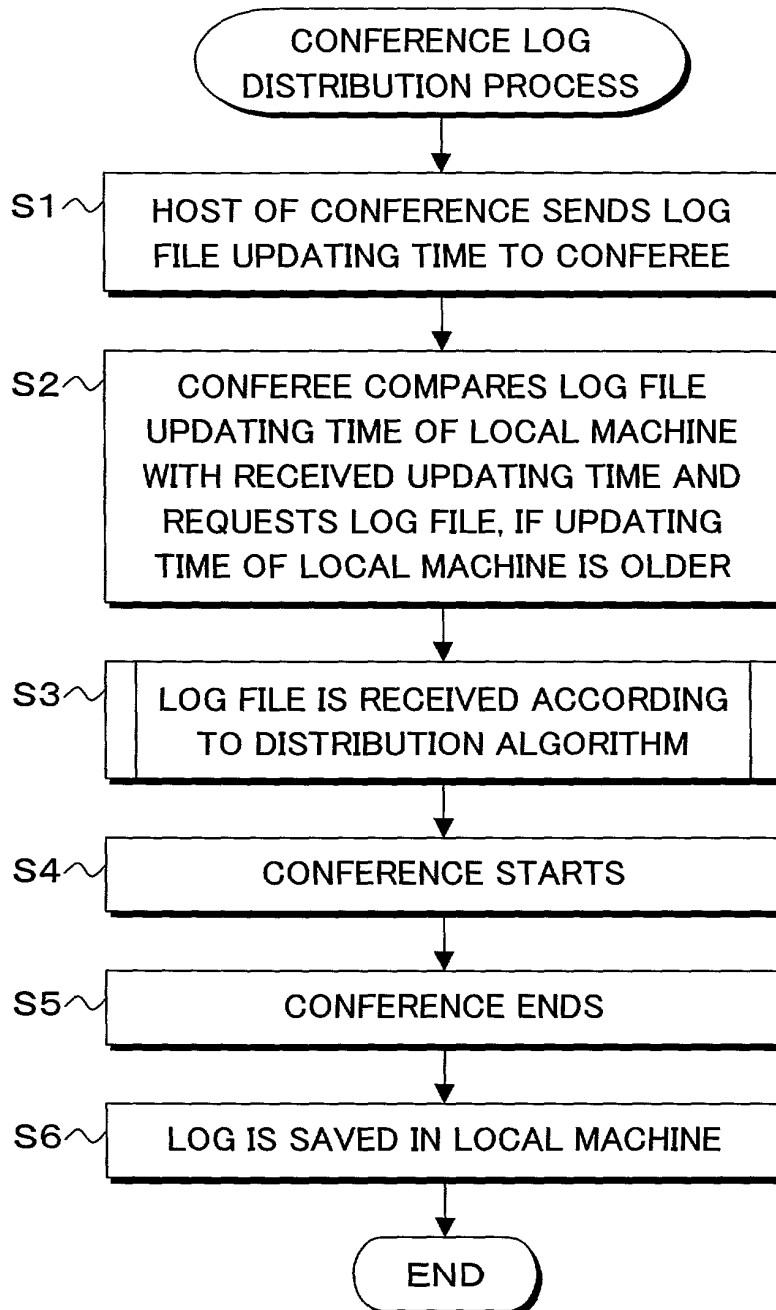 CONFERENCE LOG
DISTRIBUTION PROCESS
S1
HOST OF CONFERENCE SENDS LOG
FILE UPDATING TIME TO CONFEREE
S2
CONFEREE COMPARES LOG FILE
UPDATING TIME OF LOCAL MACHINE
WITH RECEIVED UPDATING TIME AND
REQUESTS LOG FILE, IF UPDATING
TIME OF LOCAL MACHINE IS OLDER
S3
LOG FILE IS RECEIVED ACCORDING
TO DISTRIBUTION ALGORITHM
S4
CONFERENCE STARTS
S5
CONFERENCE ENDS
S6
LOG IS SAVED IN LOCAL MACHINE
END